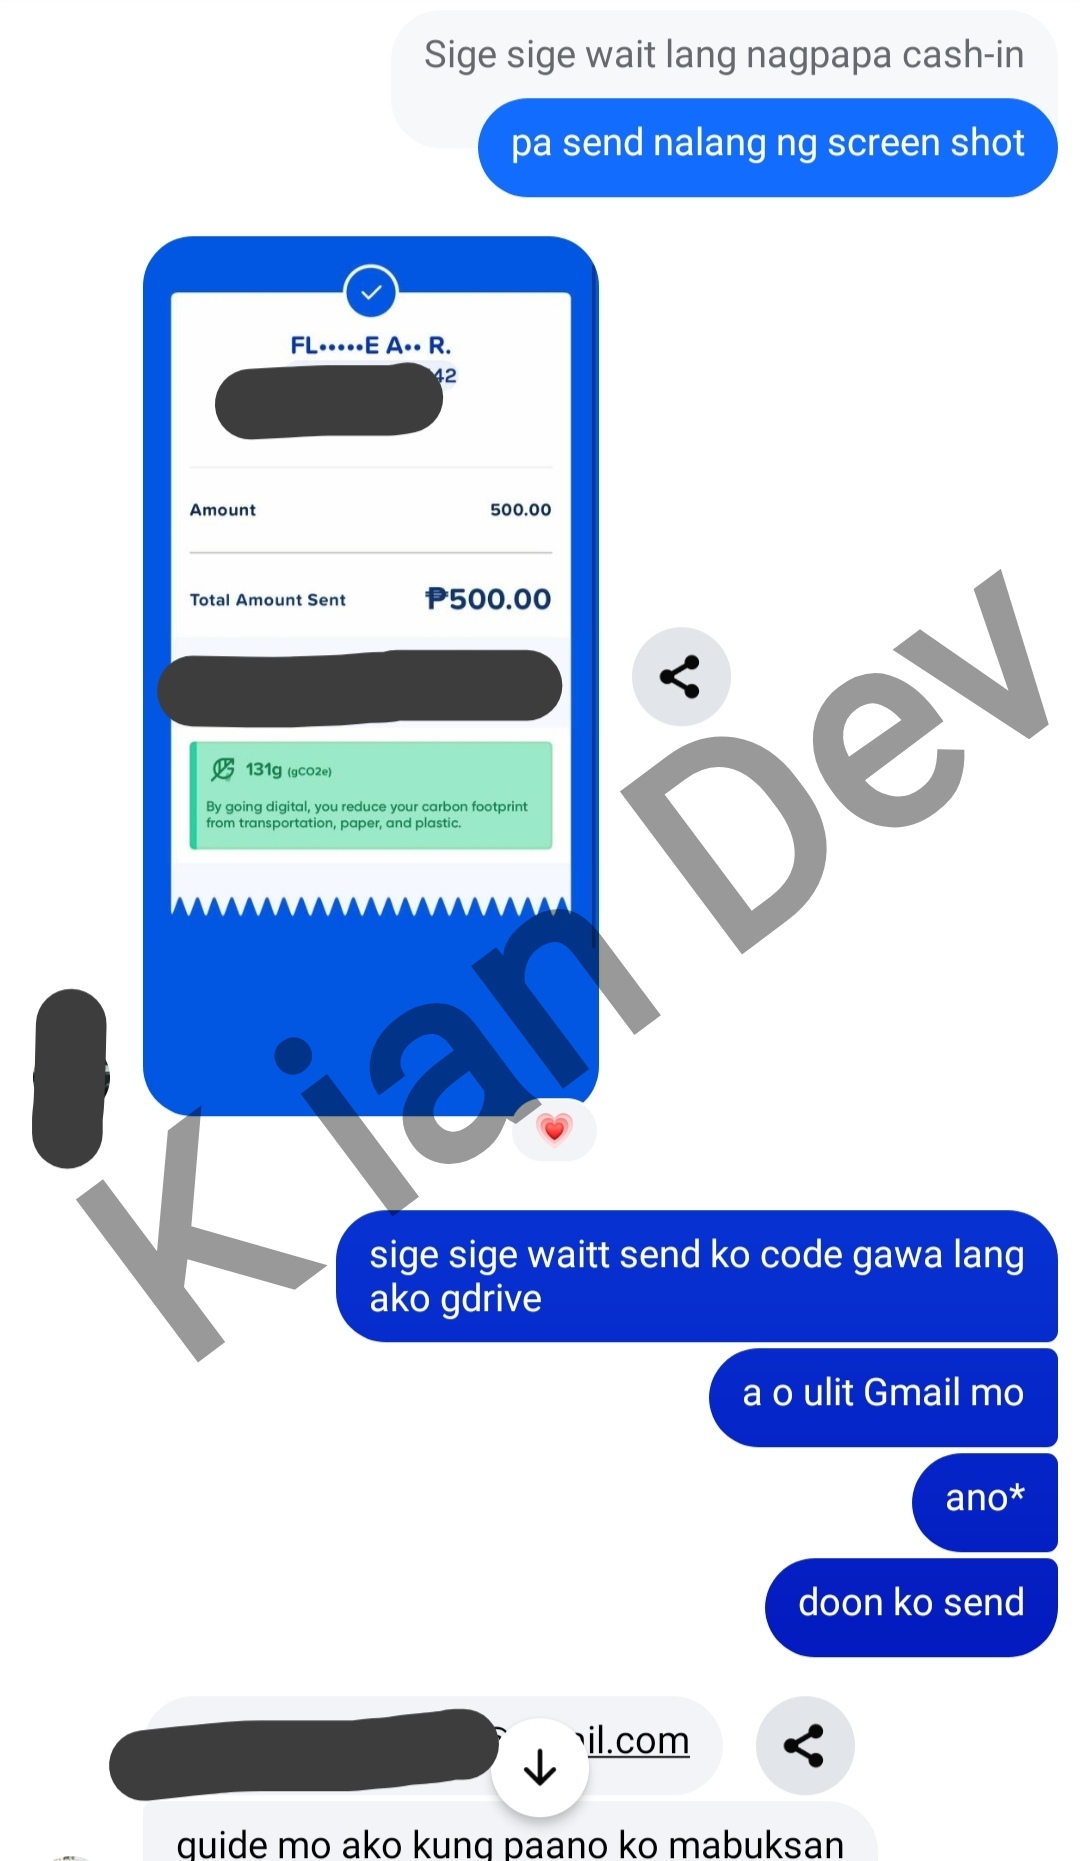 Sige sige wait lang nagpapa cash-in
pa send nalang ng screen shot
FL•••••E A•• R.
42
Amount 500.00
Total Amount Sent ₱500.00
131g (gCO2e)
By going digital, you reduce your carbon footprint
from transportation, paper, and plastic.
Kian Dev
sige sige waitt send ko code gawa lang
ako gdrive
a o ulit Gmail mo
ano*
doon ko send
il.com
guide mo ako kung paano ko mabuksan